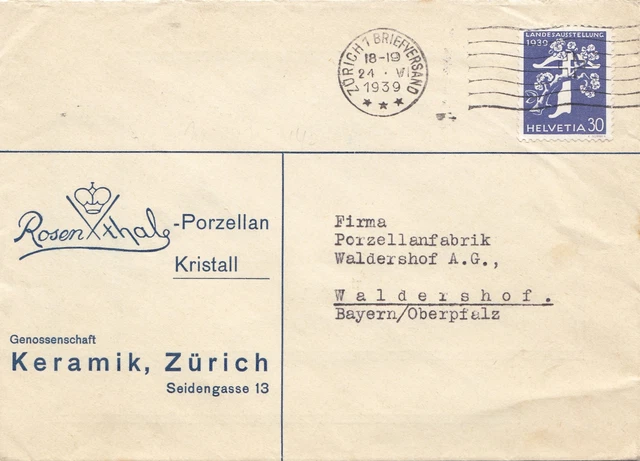 ZÜRICH 1 BRIEFVERSAND
18-19
24 · VI
1939
LANDESAUSSTELLUNG
1939
HELVETIA 30
Rosenthal-Porzellan
Kristall
Genossenschaft
Keramik, Zürich
Seidengasse 13
Firma
Porzellanfabrik
Waldershof A.G.,
Waldershof.
Bayern/Oberpfalz